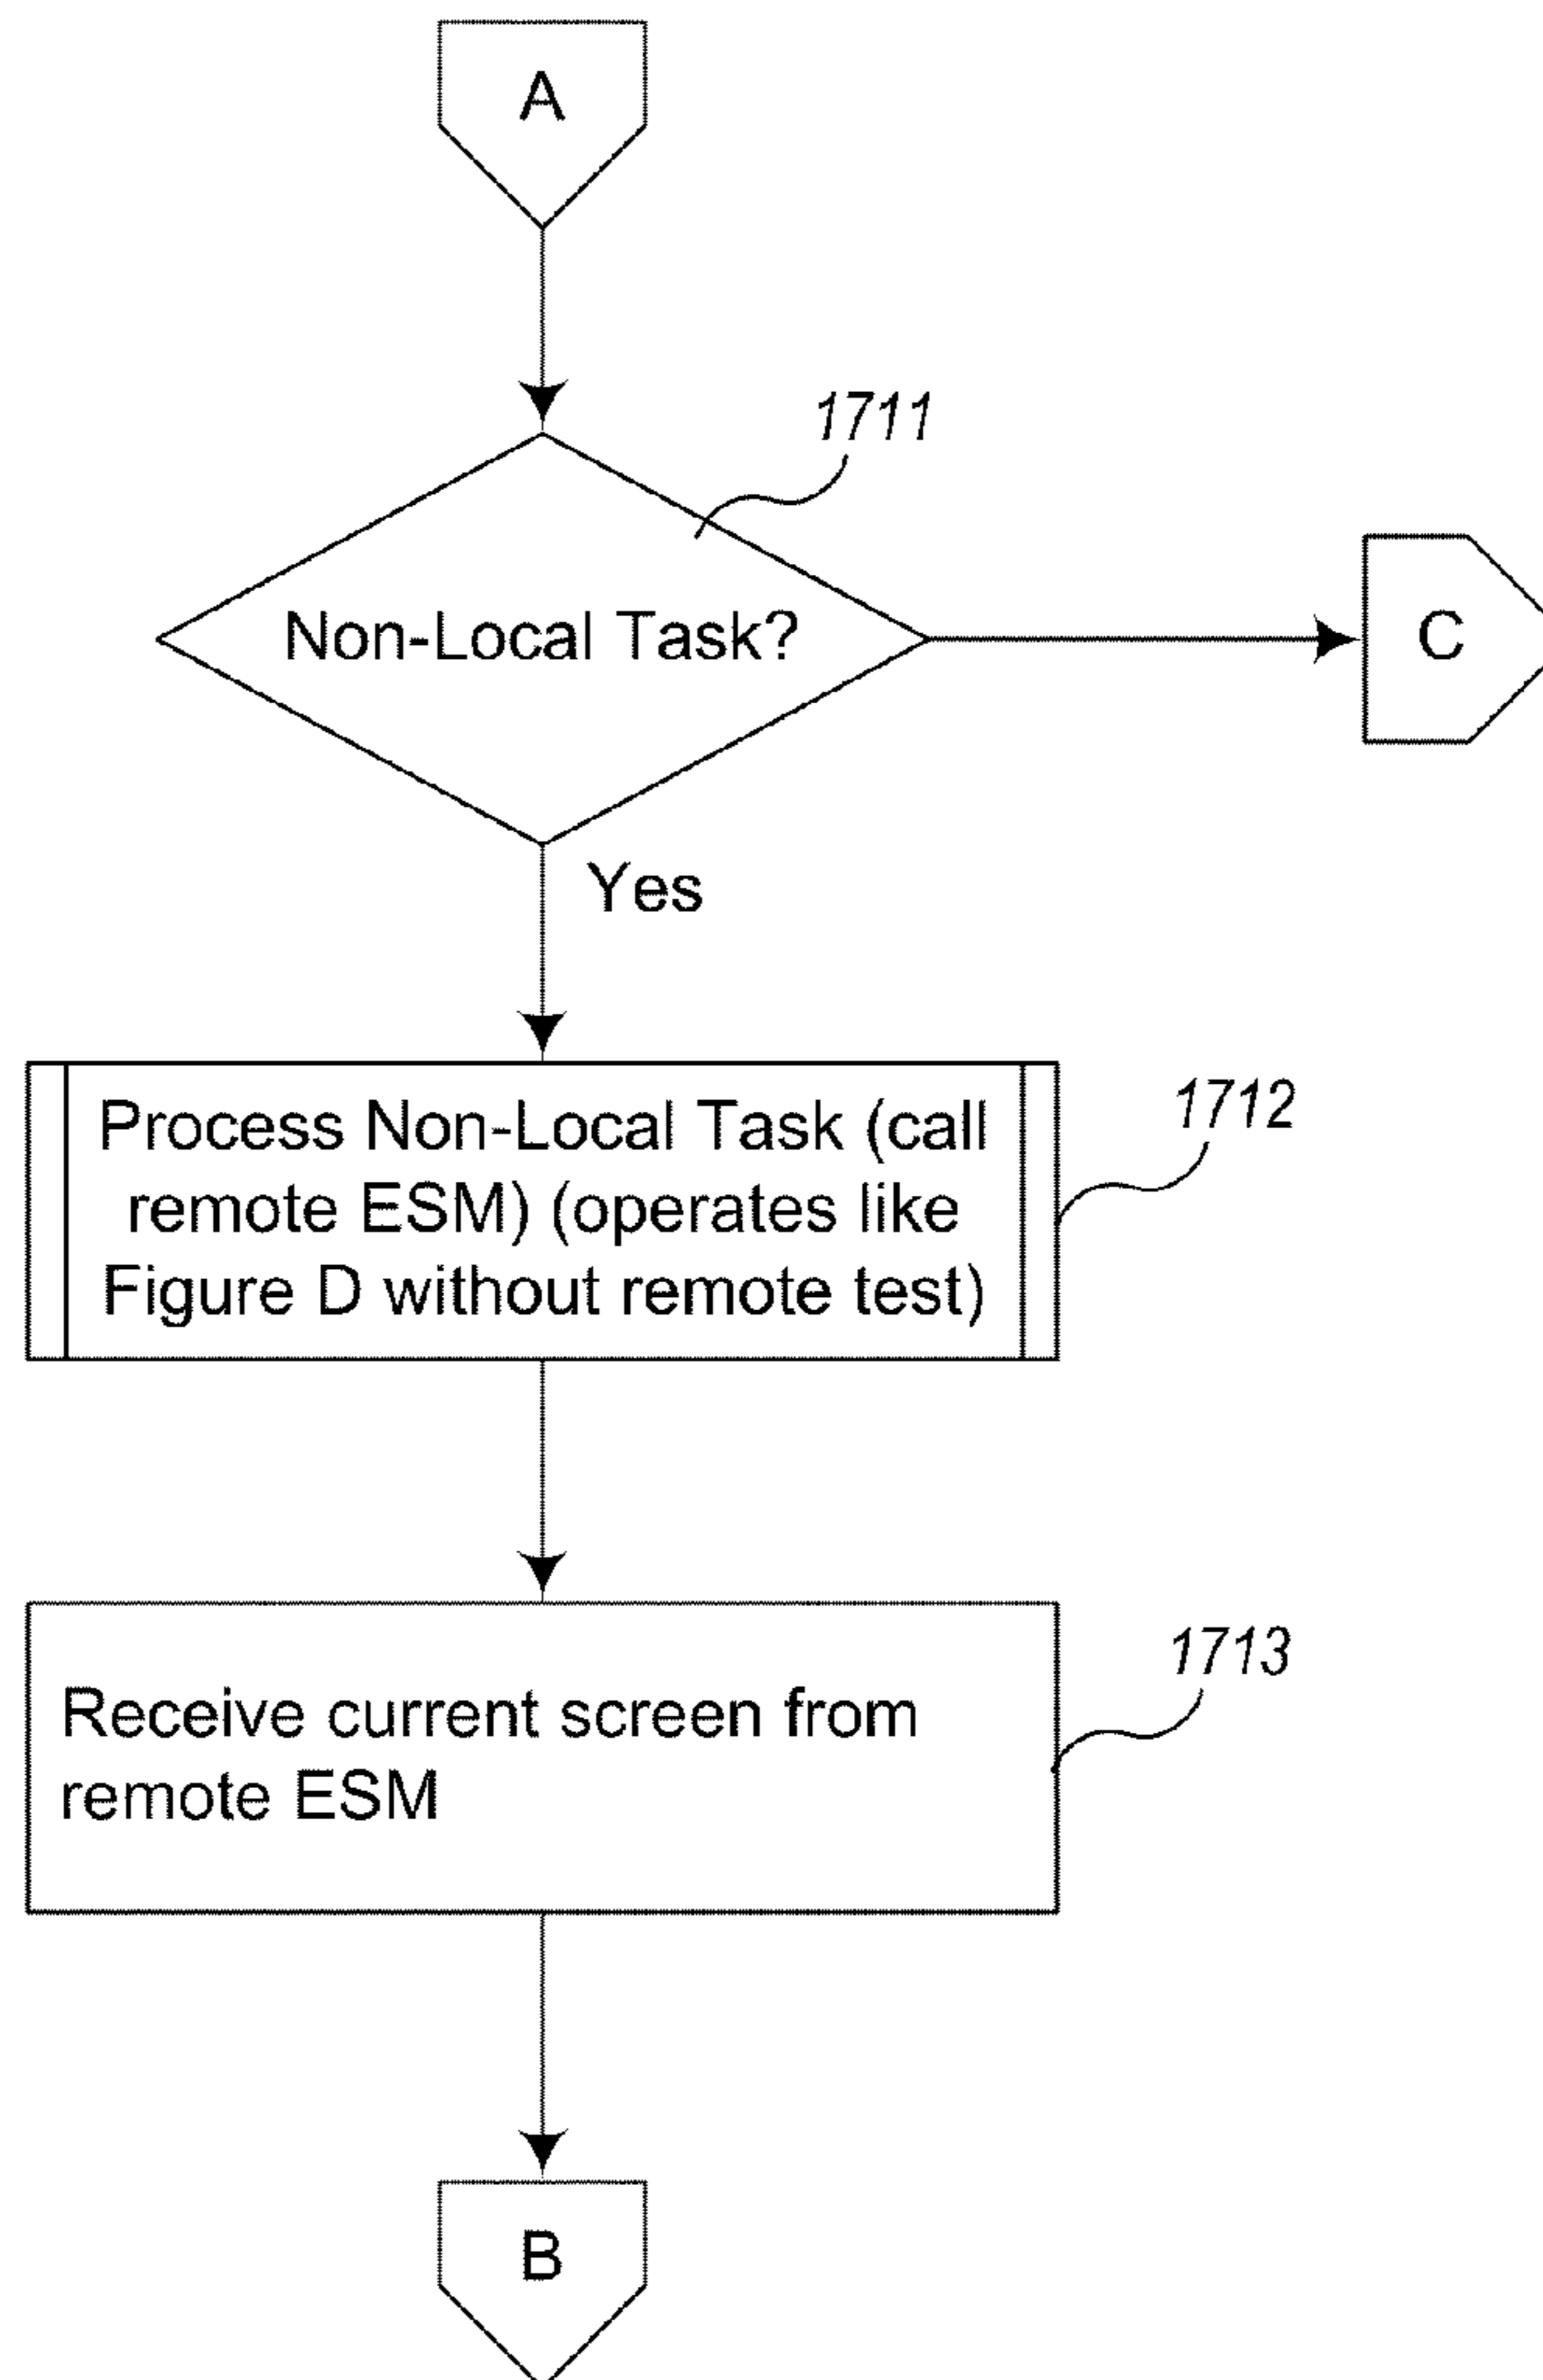 A
1711
Non-Local Task?
C
Yes
Process Non-Local Task (call
remote ESM) (operates like
Figure D without remote test)
1712
Receive current screen from
remote ESM
1713
B